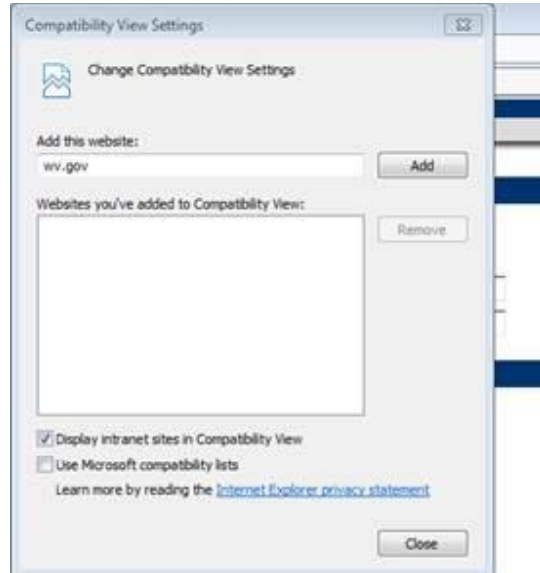 Compatibility View Settings
Change Compatibility View Settings
Add this website:
wv.gov
Add
Websites you've added to Compatibility View:
Remove
Display intranet sites in Compatibility View
Use Microsoft compatibility lists
Learn more by reading the Internet Explorer privacy statement
Close